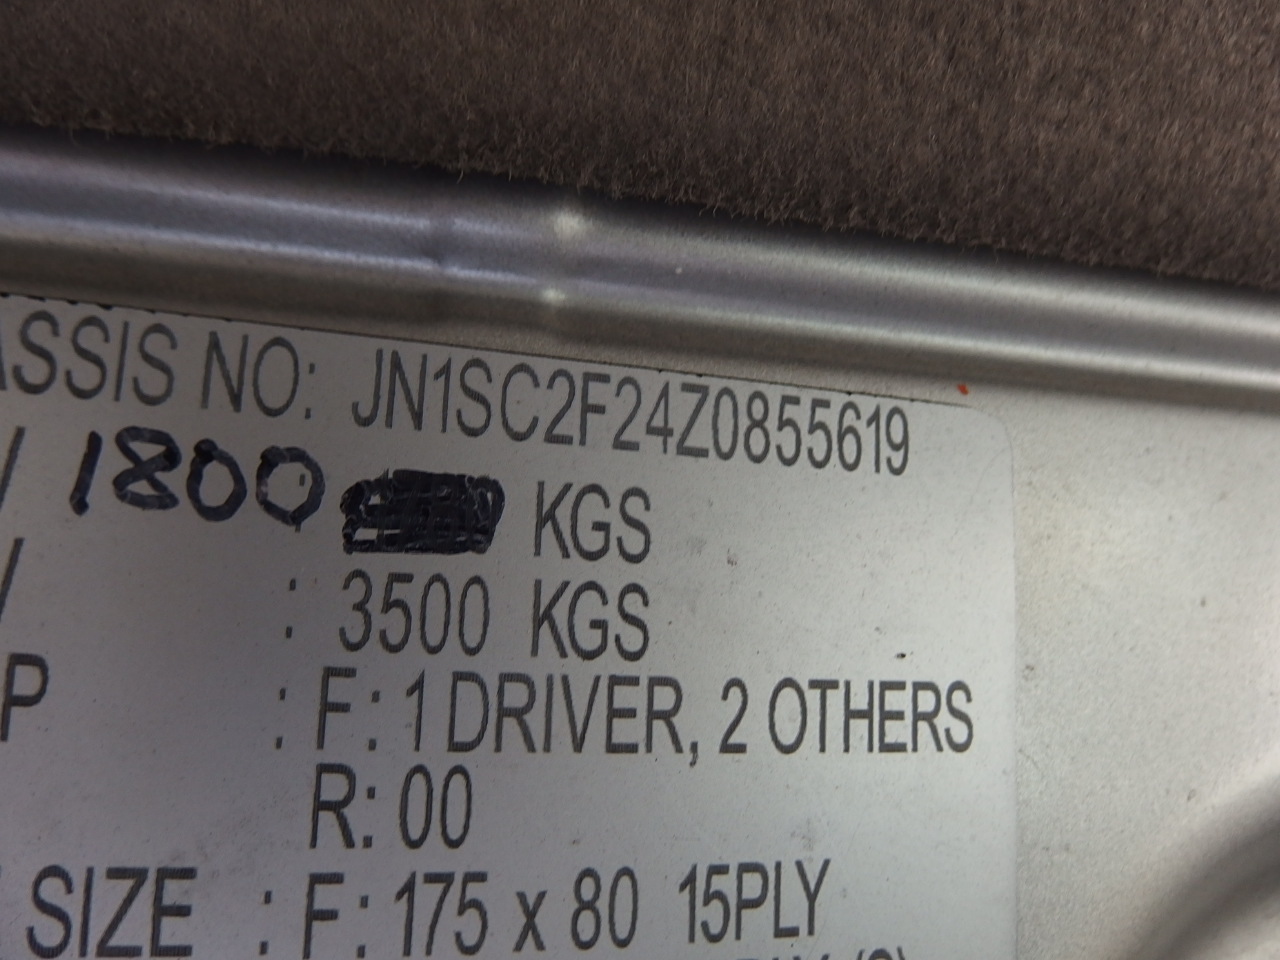 ASSIS NO: JN1SC2F24Z0855619
/ 1800 KGS
/ : 3500 KGS
P : F: 1 DRIVER, 2 OTHERS
R: 00
SIZE : F: 175 x 80 15PLY